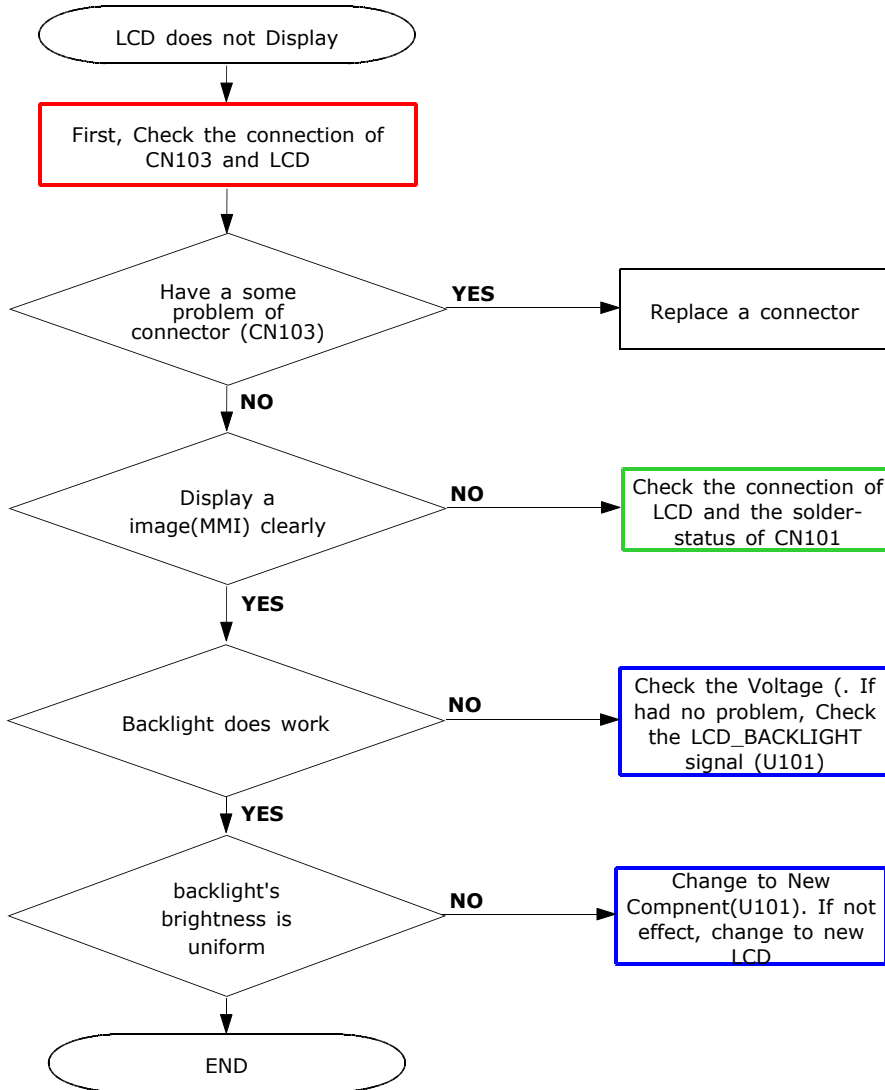 LCD does not Display
First, Check the connection of
CN103 and LCD
Have a some
problem of
connector (CN103)
YES
Replace a connector
NO
Display a
image(MMI) clearly
NO
Check the connection of
LCD and the solder-
status of CN101
YES
Backlight does work
NO
Check the Voltage (. If
had no problem, Check
the LCD_BACKLIGHT
signal (U101)
YES
backlight's
brightness is
uniform
NO
Change to New
Compnent(U101). If not
effect, change to new
LCD
END